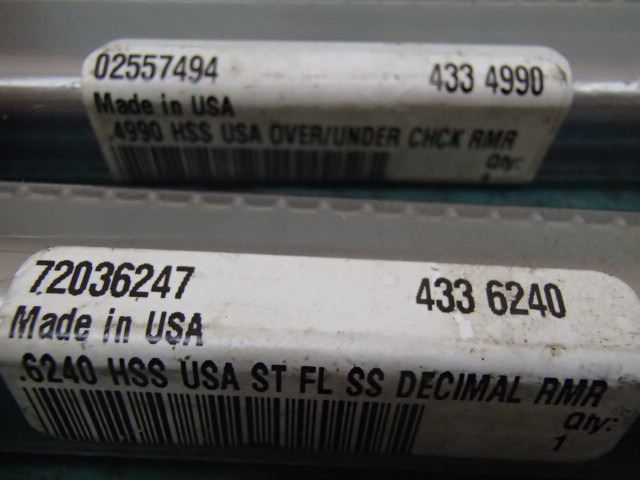 02557494 433 4990
Made in USA
.4990 HSS USA OVER/UNDER CHCK RMR
Qty:
1
72036247 433 6240
Made in USA
.6240 HSS USA ST FL SS DECIMAL RMR
Qty:
1